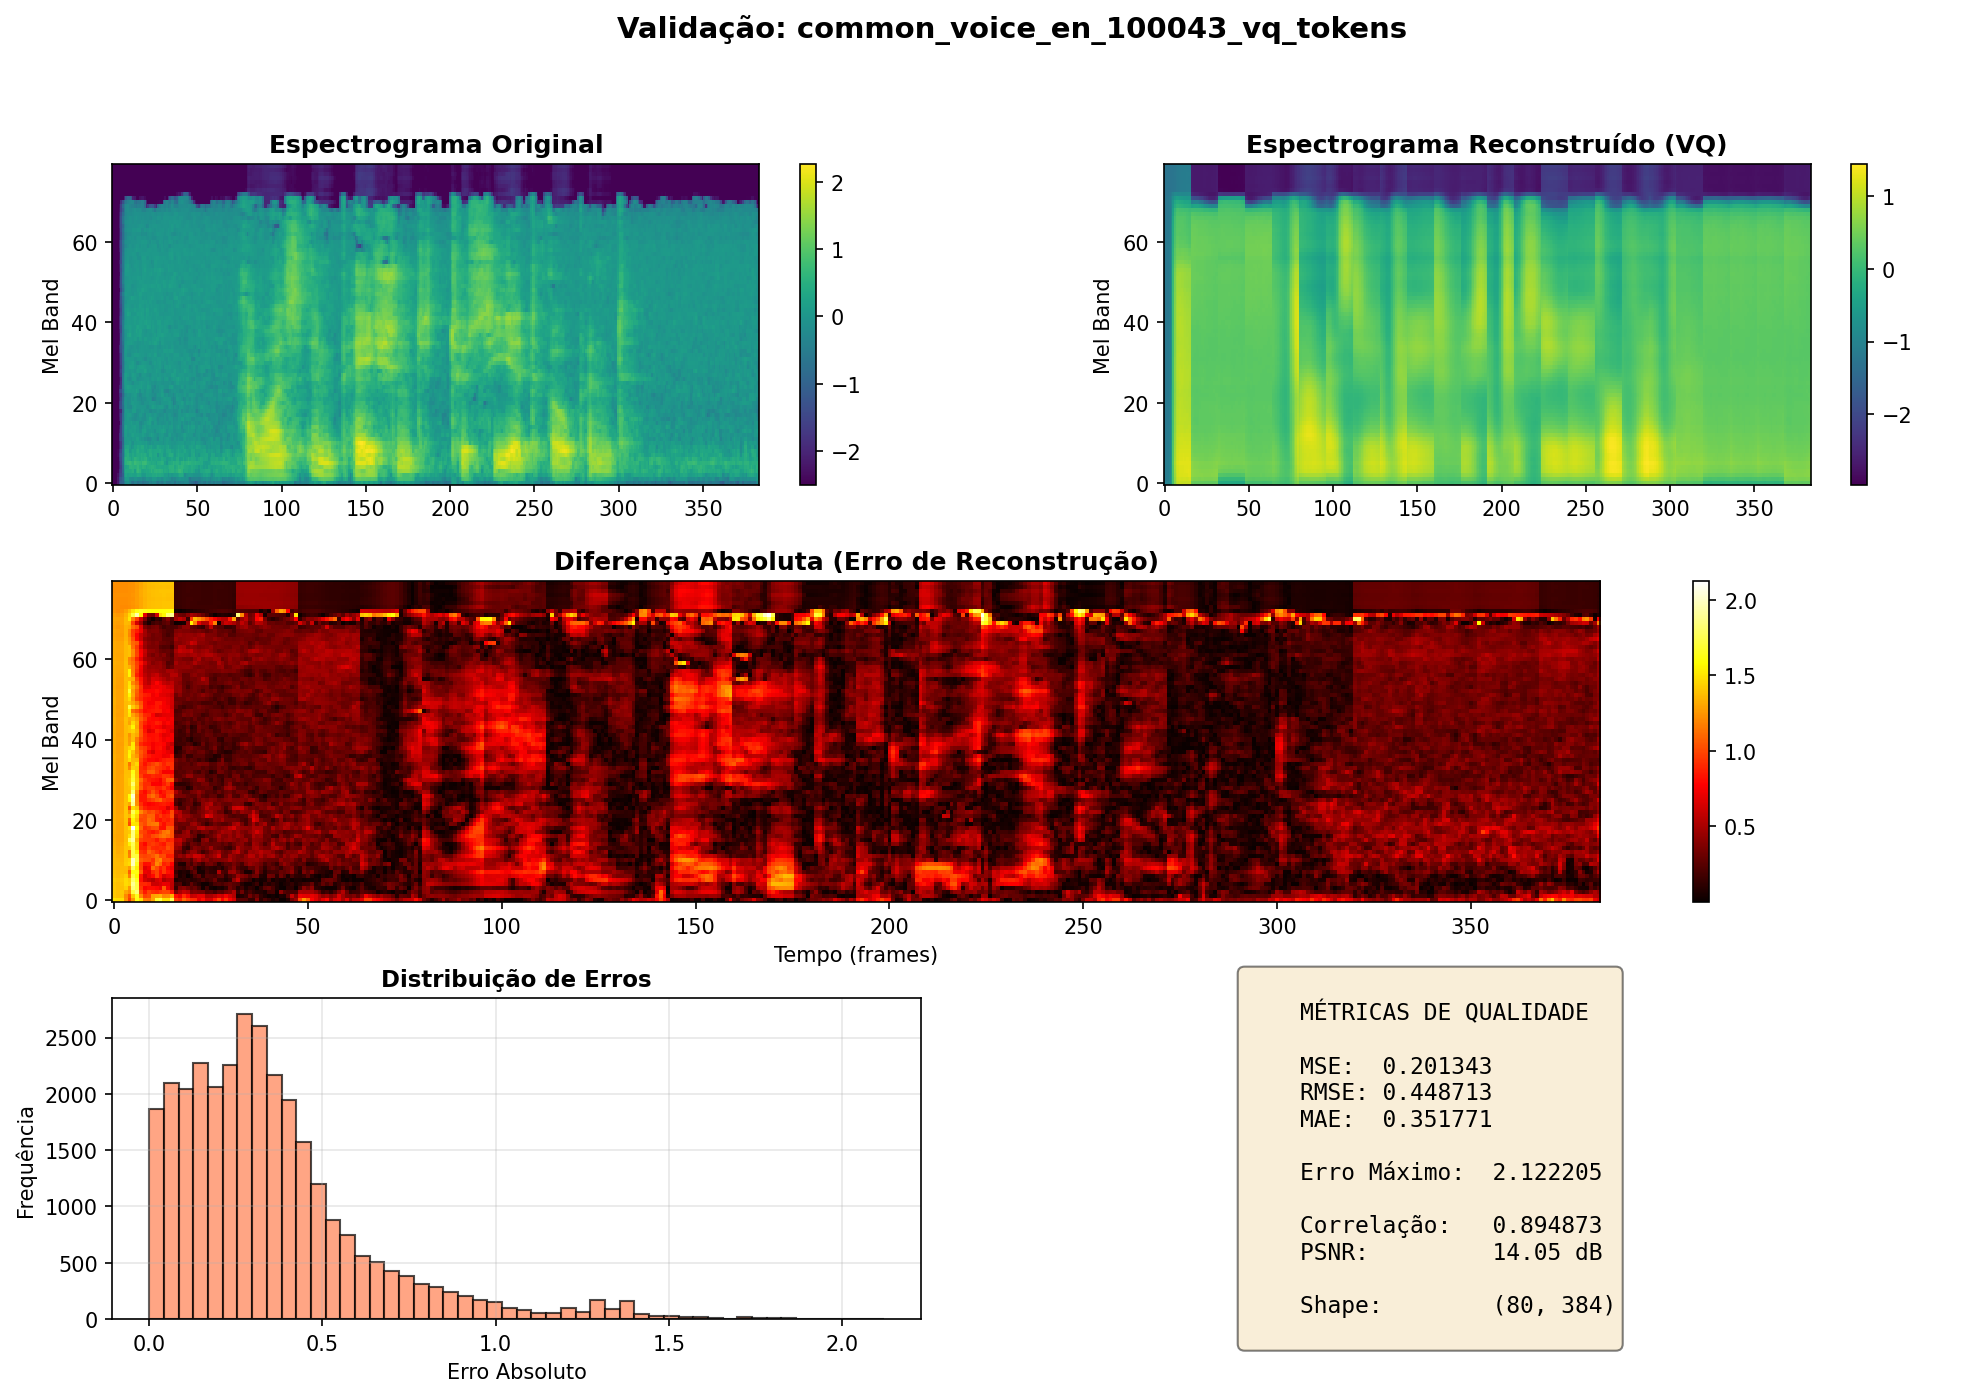 Validação: common_voice_en_100043_vq_tokens
Espectrograma Original
Mel Band
60
40
20
0
0 50 100 150 200 250 300 350
2
1
0
−1
−2
Espectrograma Reconstruído (VQ)
Mel Band
60
40
20
0
0 50 100 150 200 250 300 350
1
0
−1
−2
Diferença Absoluta (Erro de Reconstrução)
Mel Band
60
40
20
0
0 50 100 150 200 250 300 350
Tempo (frames)
2.0
1.5
1.0
0.5
Distribuição de Erros
Frequência
2500
2000
1500
1000
500
0
0.0 0.5 1.0 1.5 2.0
Erro Absoluto
MÉTRICAS DE QUALIDADE
MSE: 0.201343
RMSE: 0.448713
MAE: 0.351771
Erro Máximo: 2.122205
Correlação: 0.894873
PSNR: 14.05 dB
Shape: (80, 384)